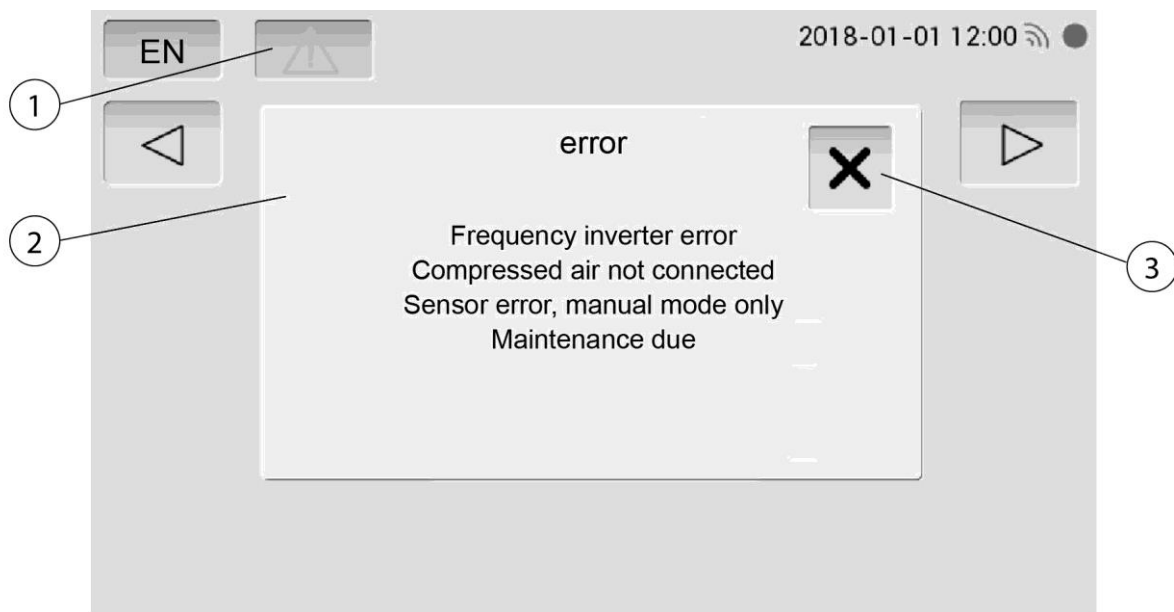 EN
2018-01-01 12:00
1
error
2
Frequency inverter error
Compressed air not connected
Sensor error, manual mode only
Maintenance due
3